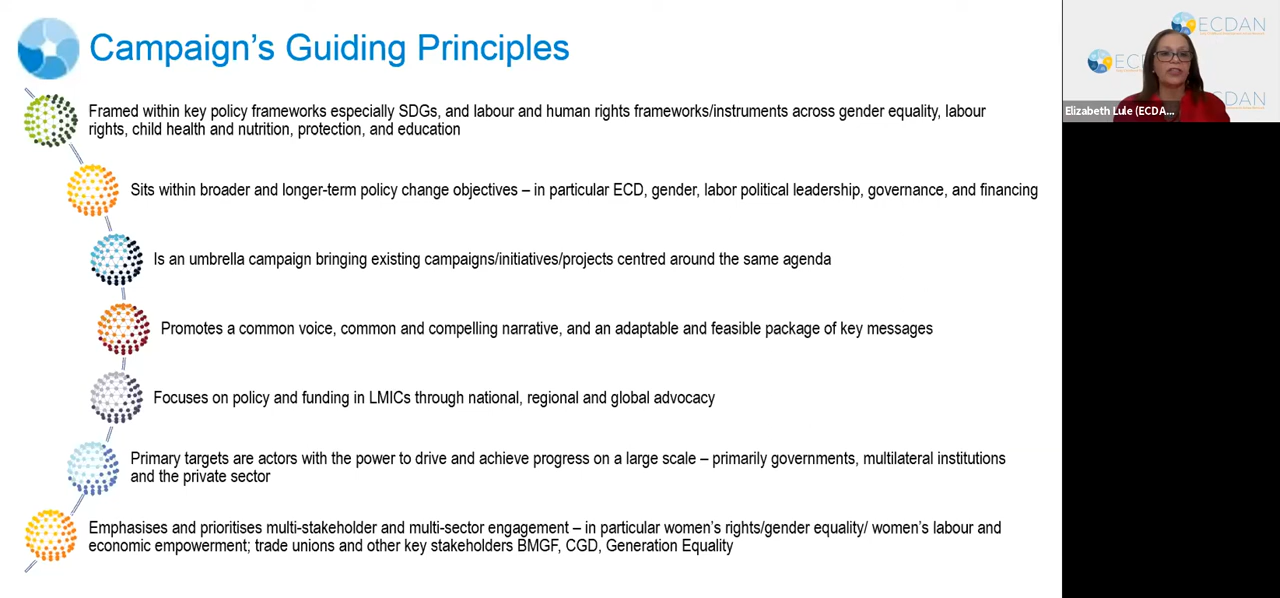 Campaign's Guiding Principles
Framed within key policy frameworks especially SDGs, and labour and human rights frameworks/instruments across gender equality, labour
rights, child health and nutrition, protection, and education
Sits within broader and longer-term policy change objectives – in particular ECD, gender, labor political leadership, governance, and financing
Is an umbrella campaign bringing existing campaigns/initiatives/projects centred around the same agenda
Promotes a common voice, common and compelling narrative, and an adaptable and feasible package of key messages
Focuses on policy and funding in LMICs through national, regional and global advocacy
Primary targets are actors with the power to drive and achieve progress on a large scale – primarily governments, multilateral institutions
and the private sector
Emphasises and prioritises multi-stakeholder and multi-sector engagement – in particular women's rights/gender equality/ women's labour and
economic empowerment; trade unions and other key stakeholders BMGF, CGD, Generation Equality
ECDAN
EC
DAN
Elizabeth Lule (ECDA...